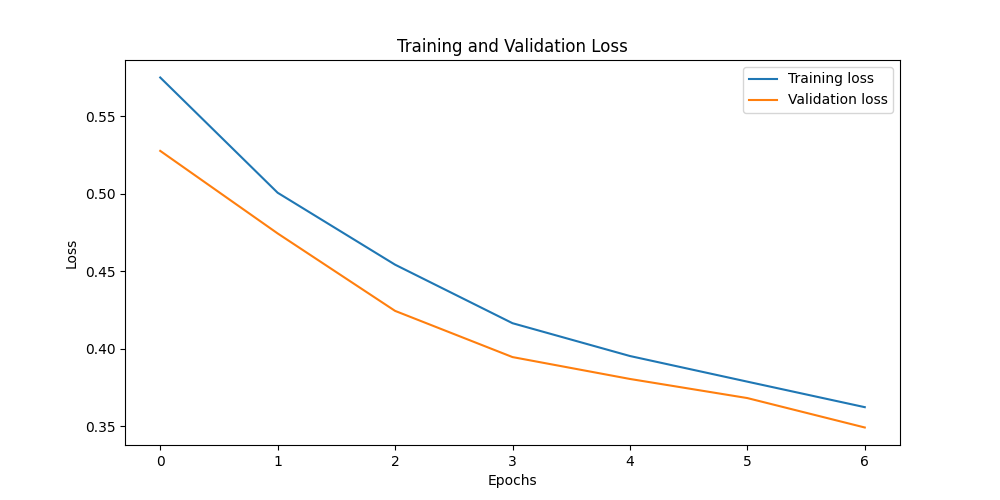 Training and Validation Loss
Training loss
Validation loss
Loss
0.55
0.50
0.45
0.40
0.35
0 1 2 3 4 5 6
Epochs